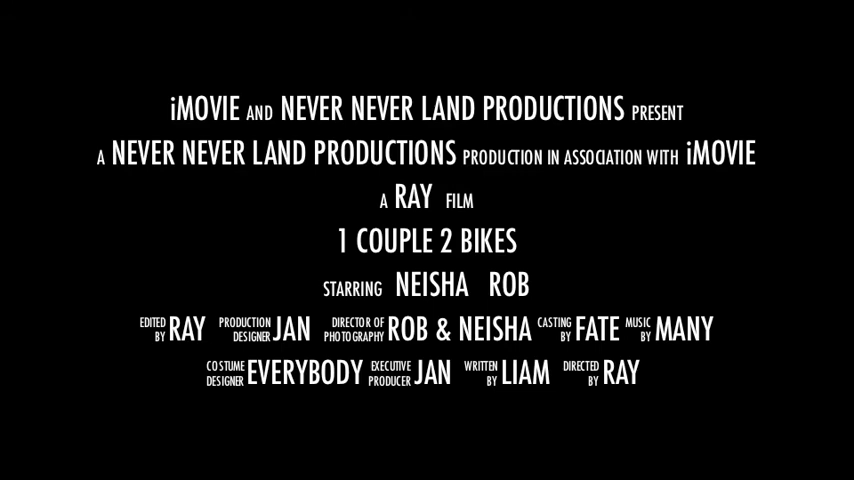 iMOVIE AND NEVER NEVER LAND PRODUCTIONS PRESENT
A NEVER NEVER LAND PRODUCTIONS PRODUCTION IN ASSOCIATION WITH iMOVIE
A RAY FILM
1 COUPLE 2 BIKES
STARRING NEISHA ROB
EDITED BY RAY PRODUCTION DESIGNER JAN DIRECTOR OF PHOTOGRAPHY ROB & NEISHA CASTING BY FATE MUSIC BY MANY
COSTUME DESIGNER EVERYBODY EXECUTIVE PRODUCER JAN WRITTEN BY LIAM DIRECTED BY RAY